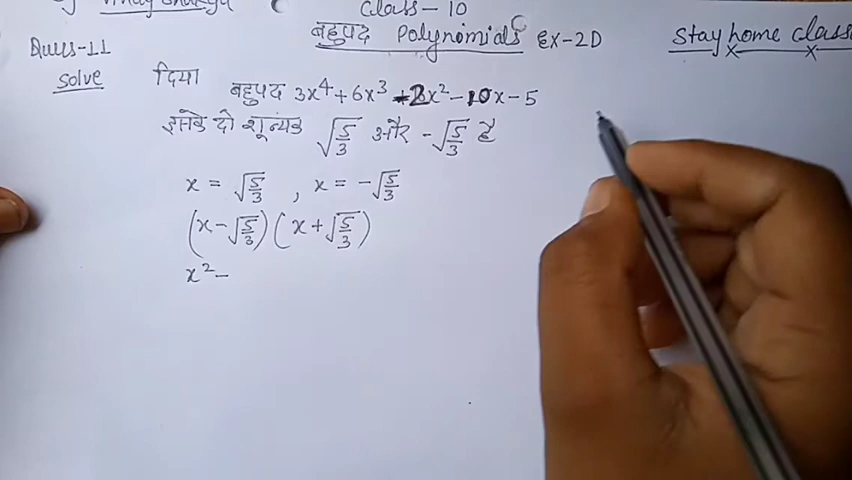 Class-10
बहुपद Polynimials Ex-2D
Stay home class
Ques-11
Solve
दिया
बहुपद 3x⁴+6x³-2x²-10x-5
इसके दो शून्यक √5/3 और -√5/3 है
x = √5/3 , x = -√5/3
(x-√5/3)(x+√5/3)
x²-